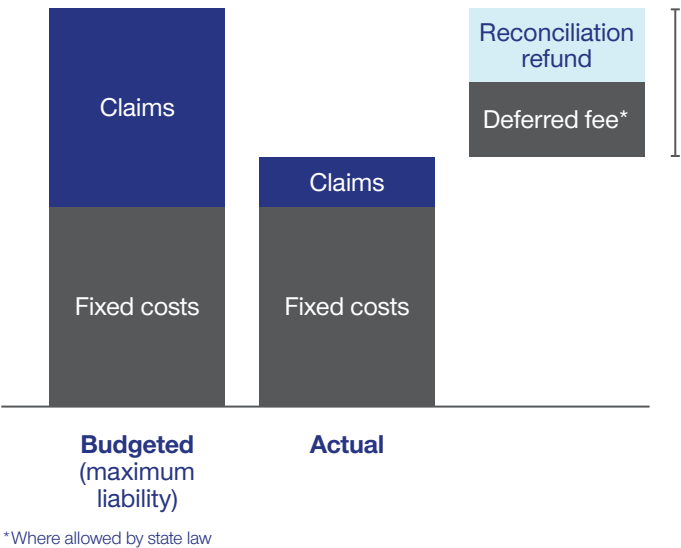 Claims
Fixed costs
Claims
Fixed costs
Reconciliation
refund
Deferred fee*
Budgeted
(maximum
liability)
Actual
*Where allowed by state law